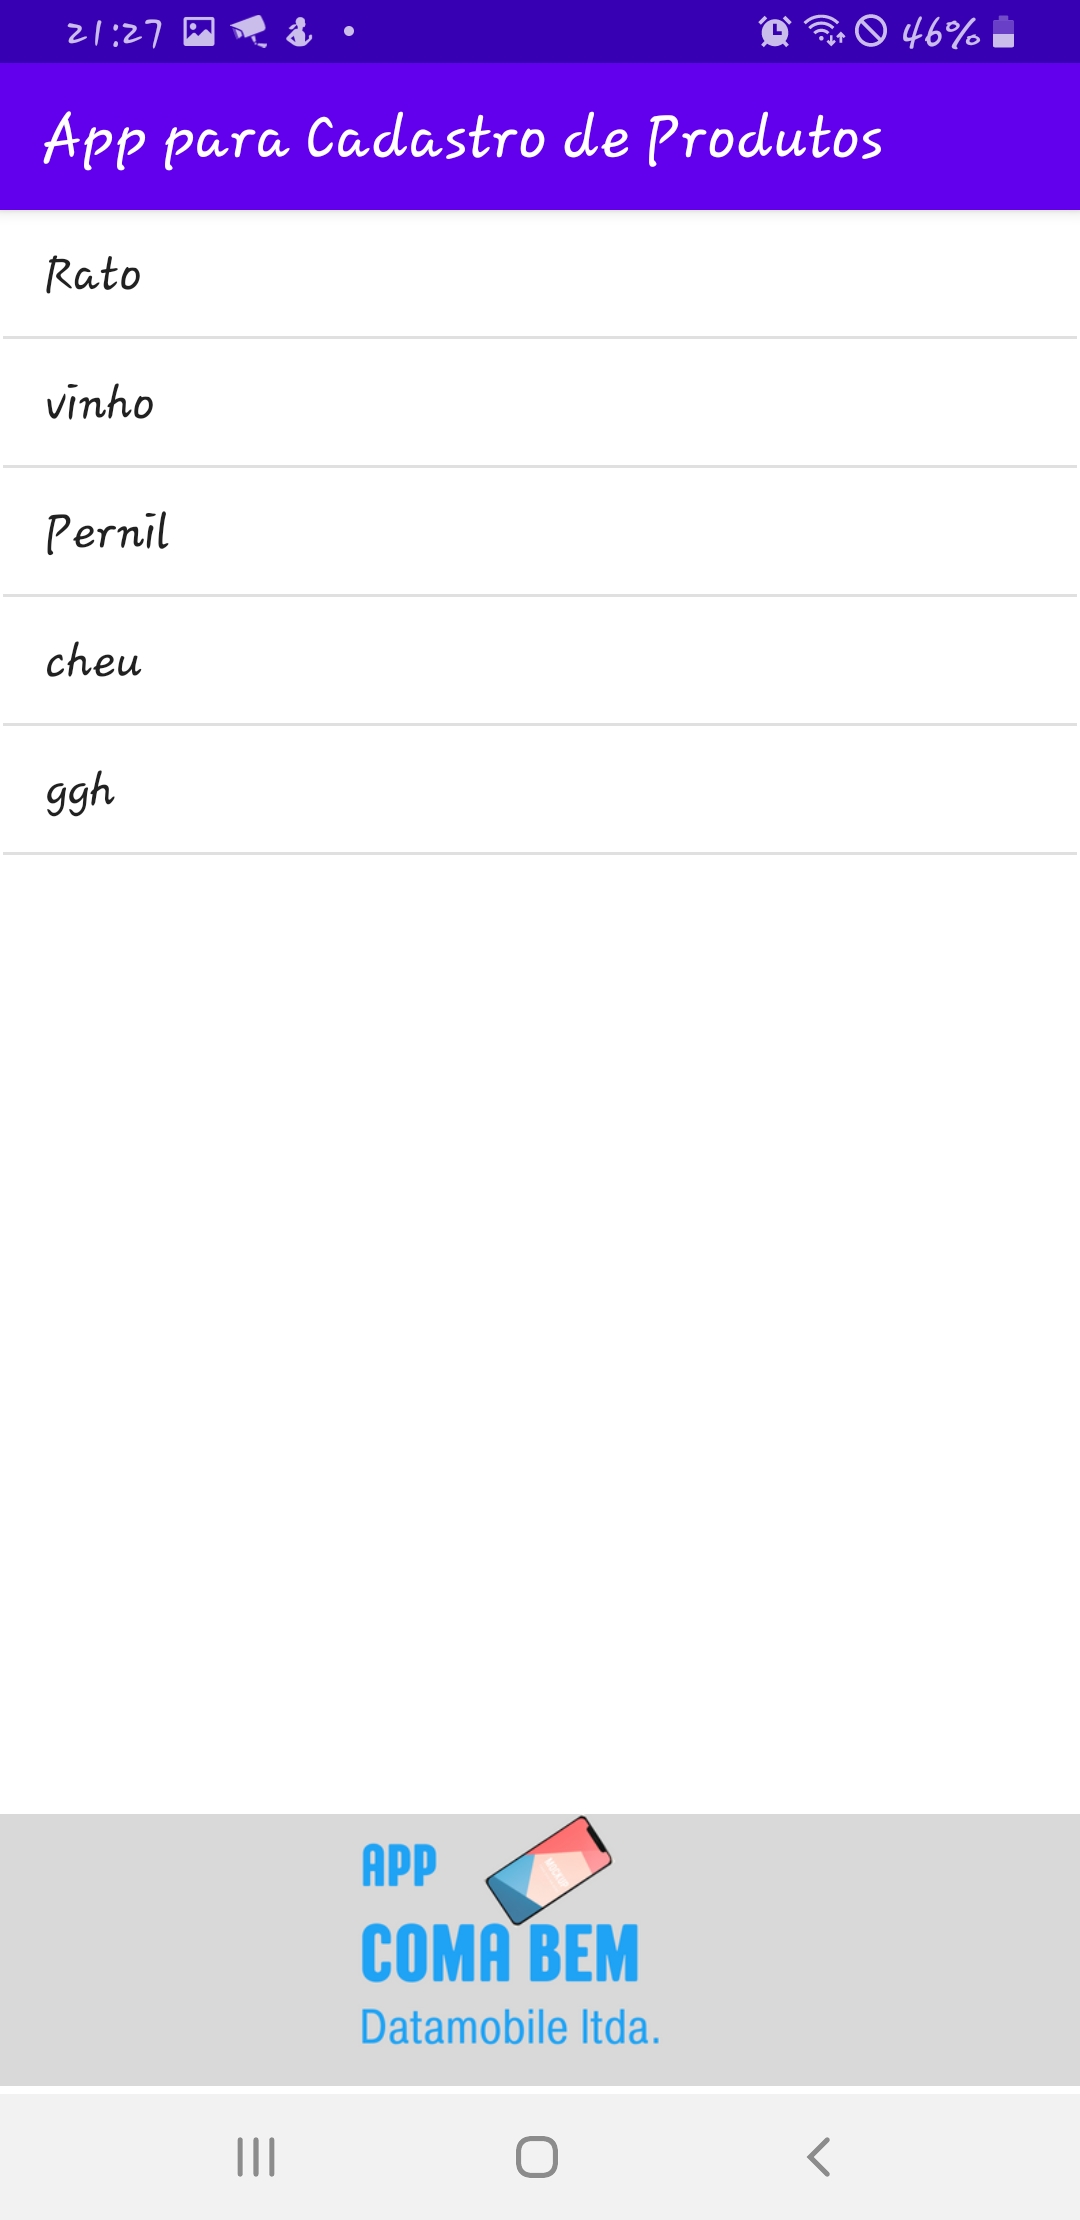 21:27 46%
App para Cadastro de Produtos
Rato
vinho
Pernil
cheu
ggh
APP
COMA BEM
Datamobile ltda.